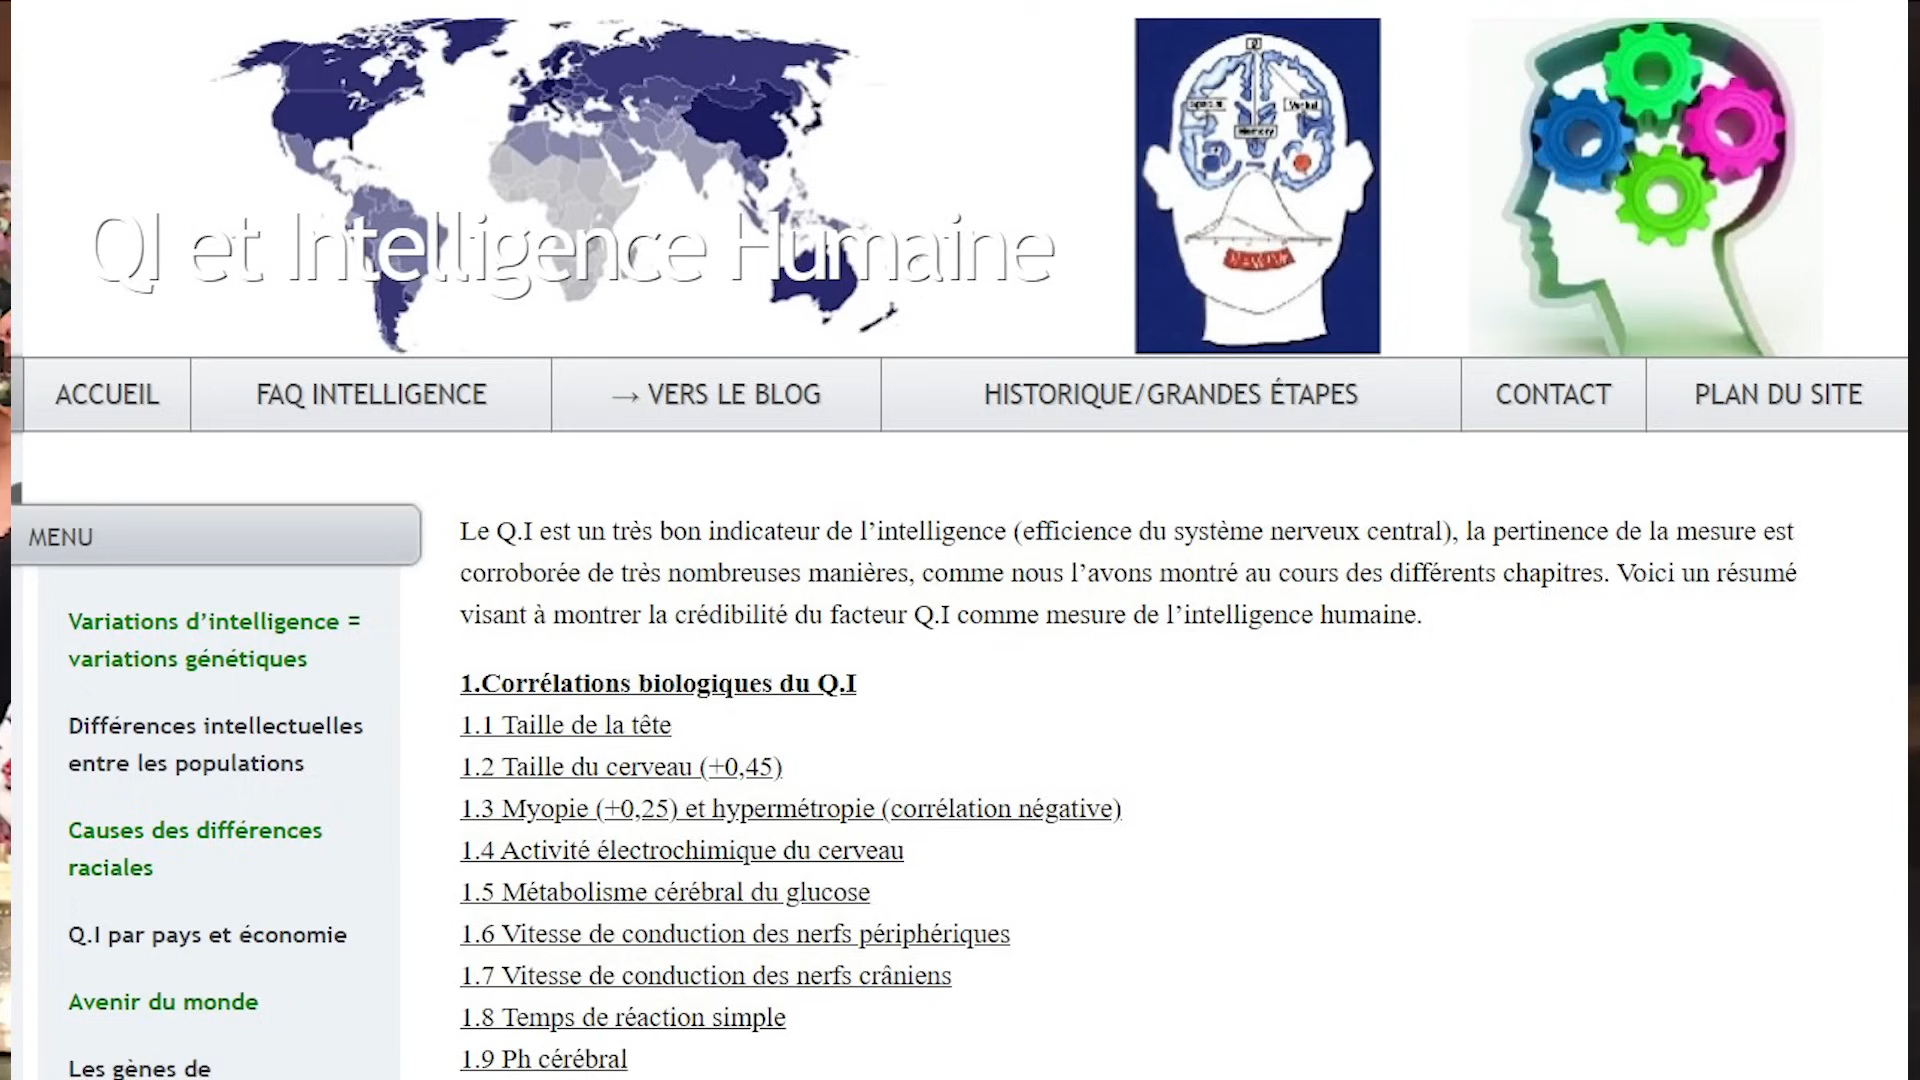 Q
Spatial
Verbal
Memory
QI et Intelligence Humaine
ACCUEIL
FAQ INTELLIGENCE
→ VERS LE BLOG
HISTORIQUE/GRANDES ÉTAPES
CONTACT
PLAN DU SITE
MENU
Variations d’intelligence =
variations génétiques
Différences intellectuelles
entre les populations
Causes des différences
raciales
Q.I par pays et économie
Avenir du monde
Les gènes de
Le Q.I est un très bon indicateur de l’intelligence (efficience du système nerveux central), la pertinence de la mesure est
corroborée de très nombreuses manières, comme nous l’avons montré au cours des différents chapitres. Voici un résumé
visant à montrer la crédibilité du facteur Q.I comme mesure de l’intelligence humaine.
1.Corrélations biologiques du Q.I
1.1 Taille de la tête
1.2 Taille du cerveau (+0,45)
1.3 Myopie (+0,25) et hypermétropie (corrélation négative)
1.4 Activité électrochimique du cerveau
1.5 Métabolisme cérébral du glucose
1.6 Vitesse de conduction des nerfs périphériques
1.7 Vitesse de conduction des nerfs crâniens
1.8 Temps de réaction simple
1.9 Ph cérébral